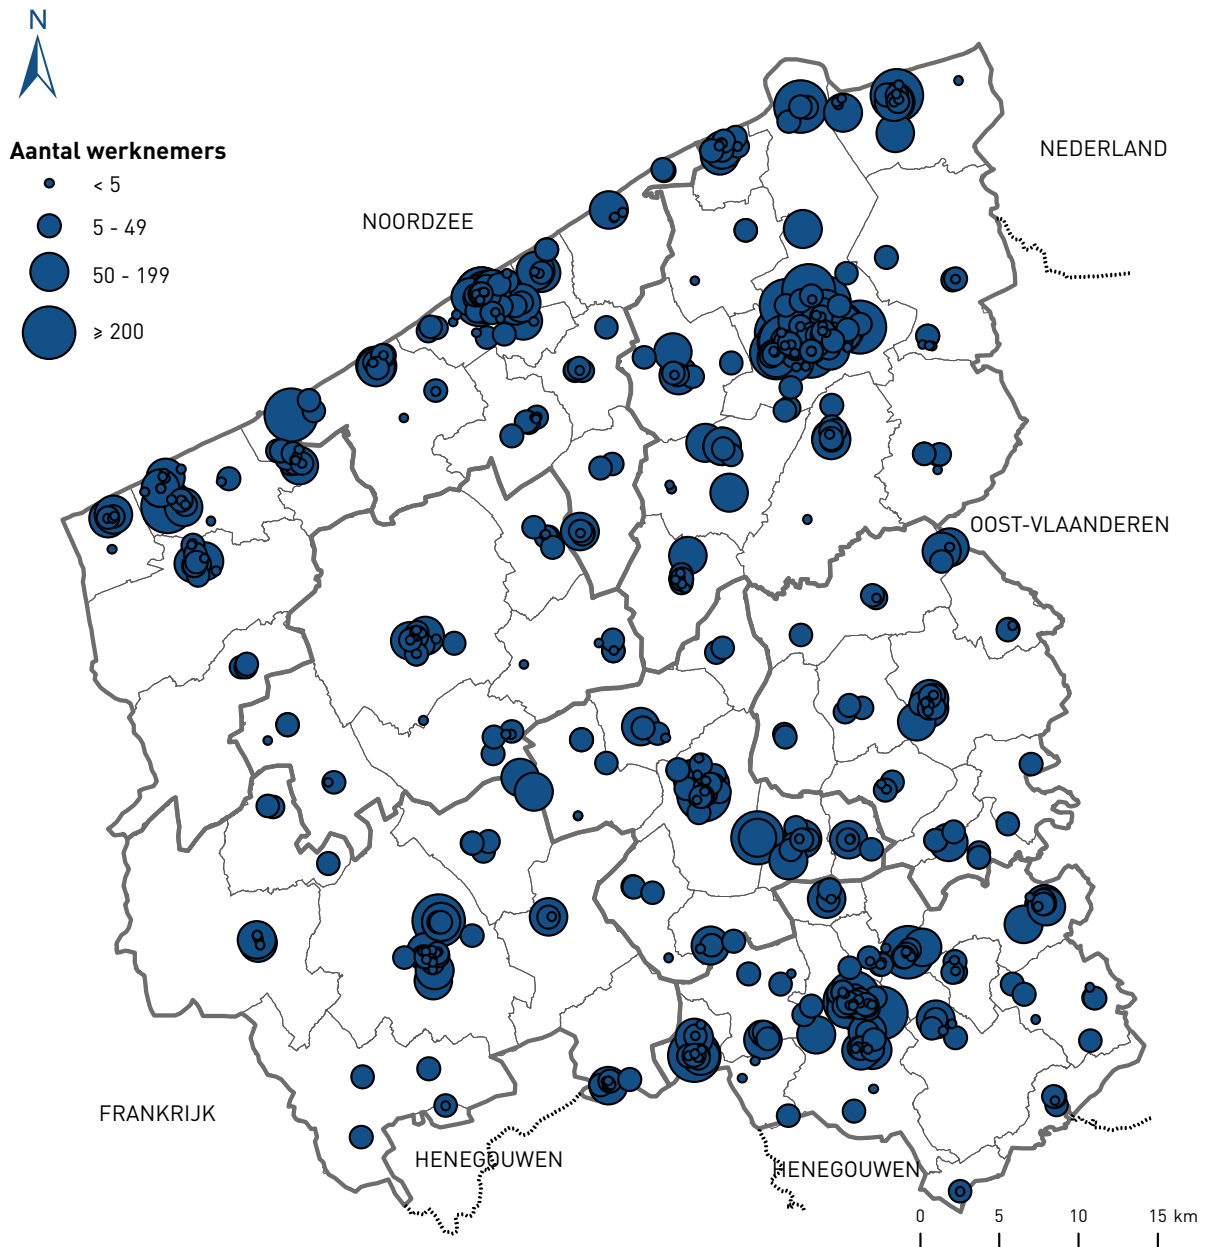 N
Aantal werknemers
< 5
5 - 49
50 - 199
≥ 200
NOORDZEE
NEDERLAND
OOST-VLAANDEREN
FRANKRIJK
HENEGOUWEN
HENEGOUWEN
0 5 10 15 km